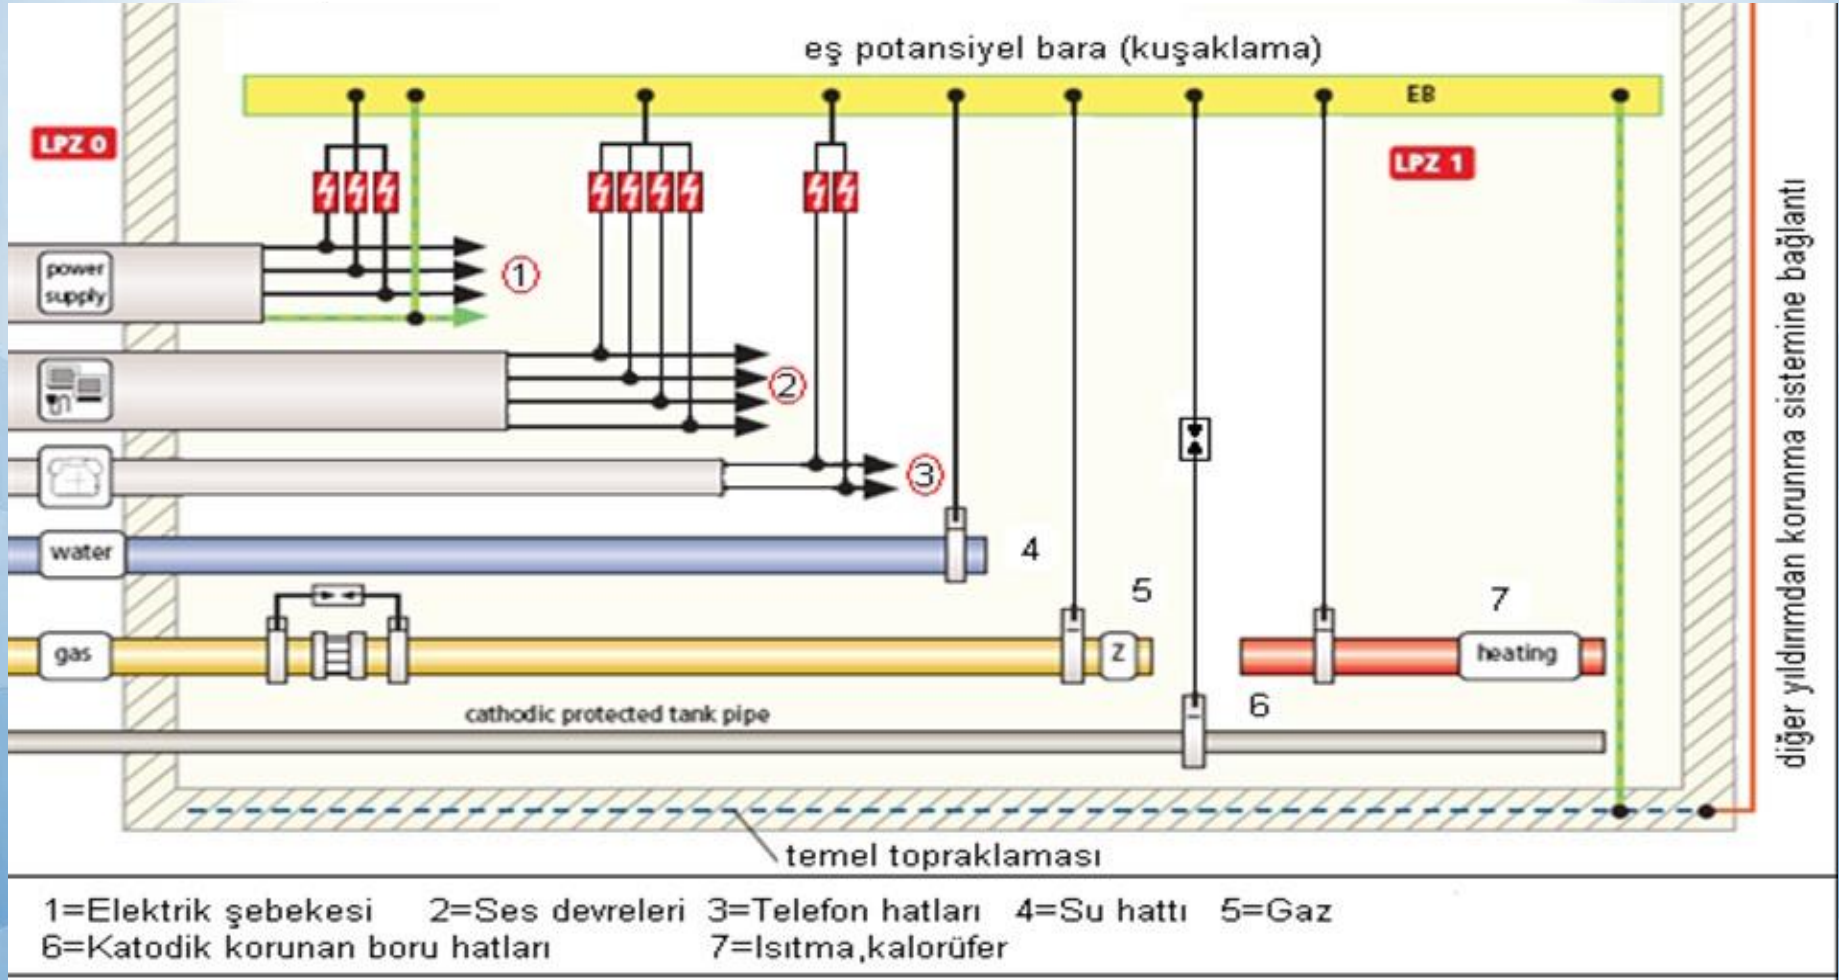 eş potansiyel bara (kuşaklama)
EB
LPZ 0
LPZ 1
power
supply
1
2
3
water
4
5
gas
Z
7
heating
6
cathodic protected tank pipe
diğer yıldırımdan korunma sistemine bağlantı
temel topraklaması
1=Elektrik şebekesi 2=Ses devreleri 3=Telefon hatları 4=Su hattı 5=Gaz
6=Katodik korunan boru hatları 7=Isıtma,kalorüfer